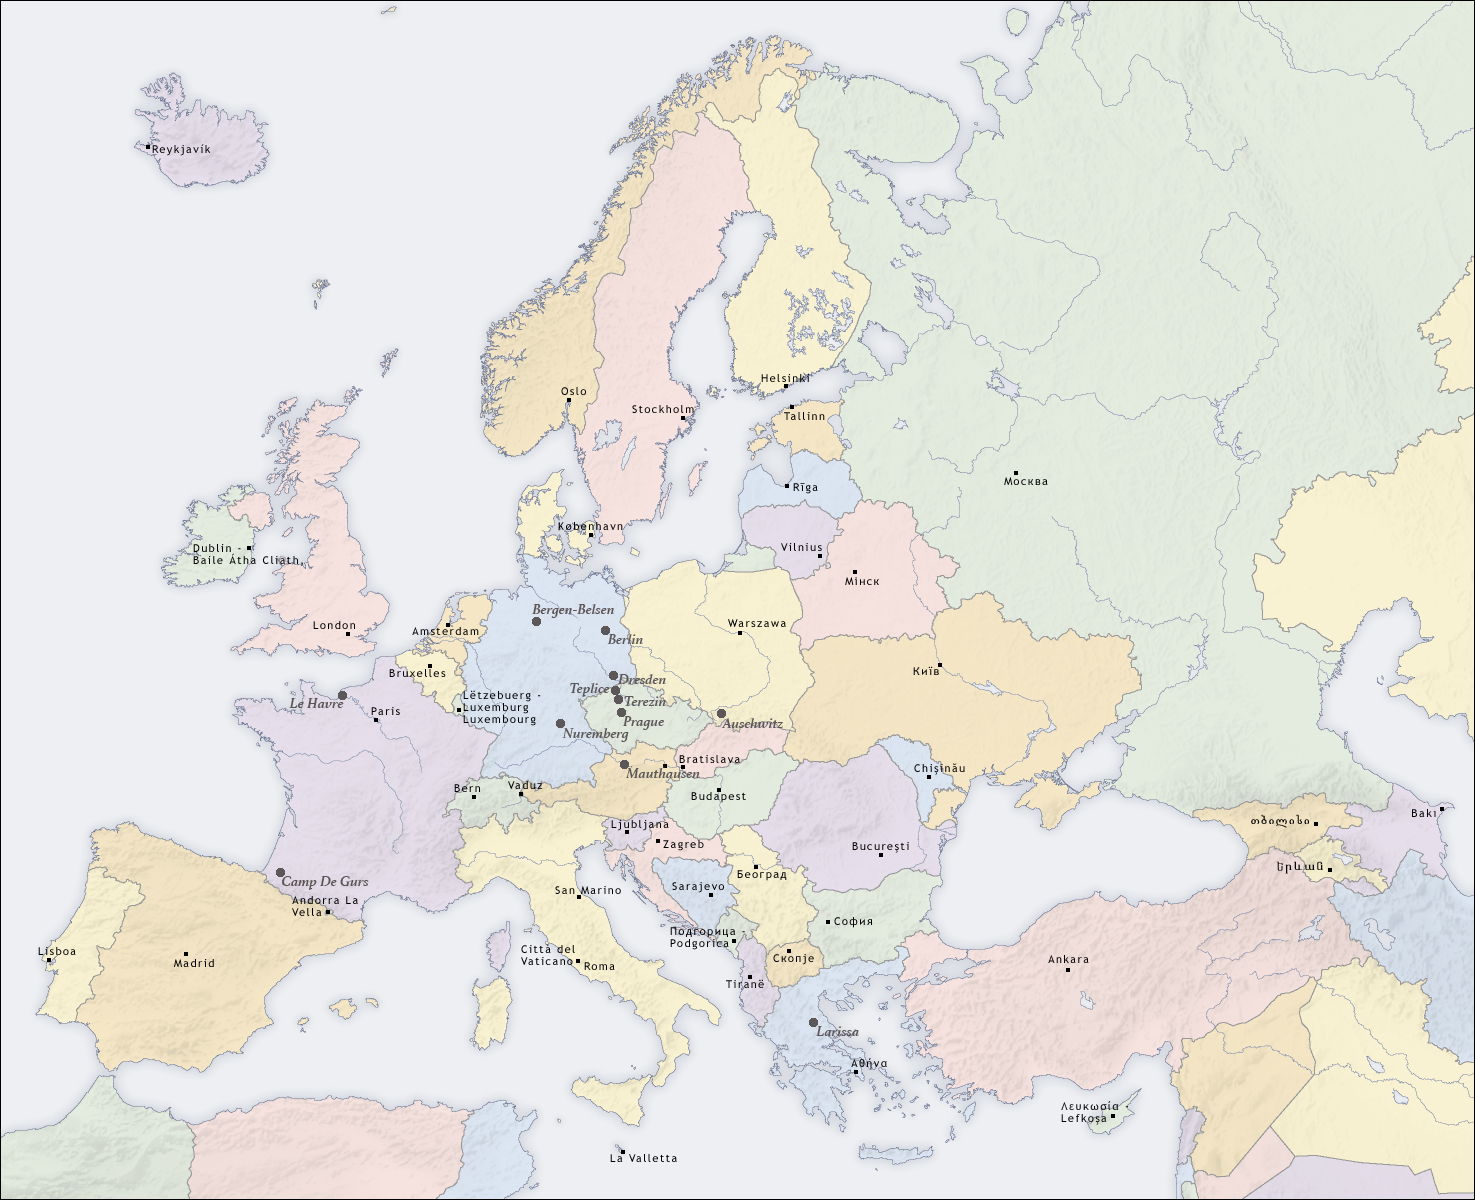 Reykjavík
Oslo
Helsinki
Stockholm
Tallinn
Rīga
Москва
København
Vilnius
Мінск
Dublin -
Baile Átha Cliath,
London
Amsterdam
Bergen-Belsen
Berlin
Warszawa
Bruxelles
Київ
Dresden
Teplice
Terezin
Lëtzebuerg -
Luxemburg
Luxembourg
Le Havre
Paris
Prague
Auschwitz
Nuremberg
Bratislava
Mauthausen
Chișinău
Bern
Vaduz
Budapest
Ljubljana
Zagreb
București
თბილისი
Bakı
Երևան
Београд
Camp De Gurs
San Marino
Sarajevo
Andorra La
Vella
София
Подгорица -
Podgorica
Lisboa
Madrid
Città del
Vaticano
Roma
Скопје
Ankara
Tiranë
Larissa
Αθήνα
Λευκωσία -
Lefkoşa
La Valletta